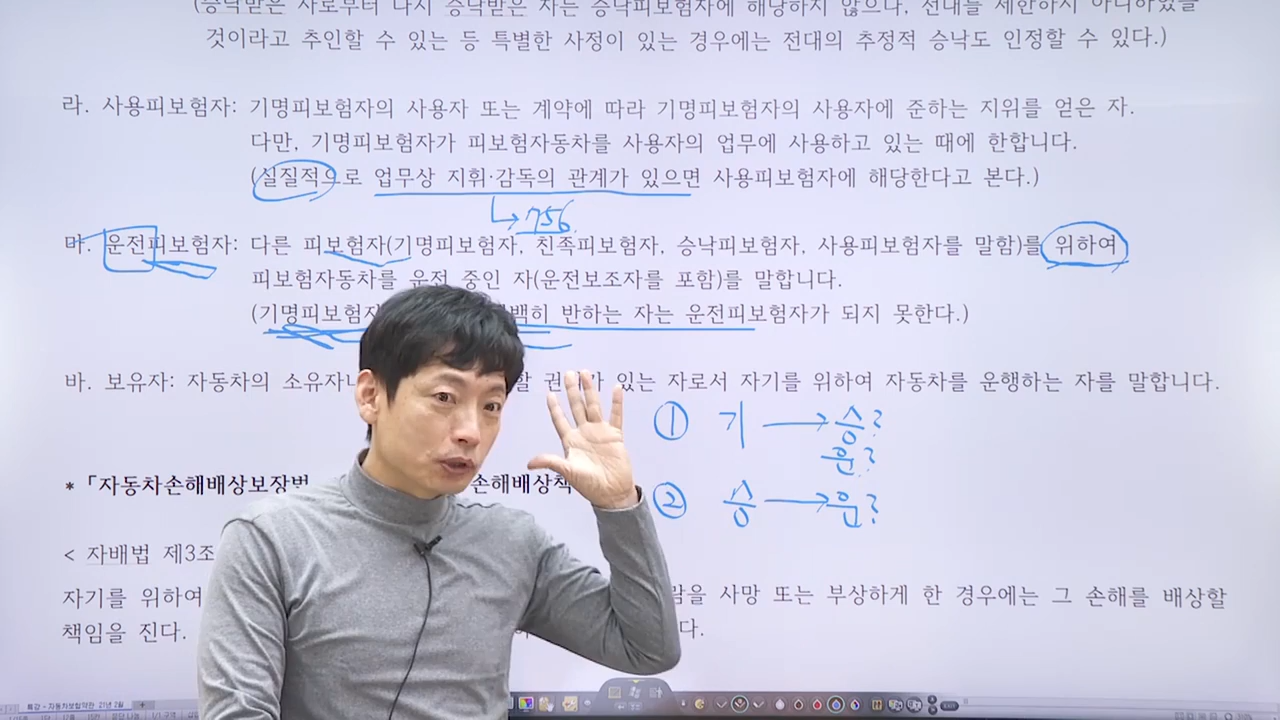 (승낙받은 자로부터 다시 승낙받은 자는 승낙피보험자에 해당하지 않으나, 전대를 제한하지 아니하였을
것이라고 추인할 수 있는 등 특별한 사정이 있는 경우에는 전대의 추정적 승낙도 인정할 수 있다.)
라. 사용피보험자: 기명피보험자의 사용자 또는 계약에 따라 기명피보험자의 사용자에 준하는 지위를 얻은 자.
다만, 기명피보험자가 피보험자동차를 사용자의 업무에 사용하고 있는 때에 한합니다.
(실질적으로 업무상 지휘·감독의 관계가 있으면 사용피보험자에 해당한다고 본다.)
756
마. 운전피보험자: 다른 피보험자(기명피보험자, 친족피보험자, 승낙피보험자, 사용피보험자를 말함)를 위하여
피보험자동차를 운전 중인 자(운전보조자를 포함)를 말합니다.
(기명피보험자 백히 반하는 자는 운전피보험자가 되지 못한다.)
바. 보유자: 자동차의 소유자 할 권 가 있는 자로서 자기를 위하여 자동차를 운행하는 자를 말합니다.
① 기 → 승?
운?
② 승 → 운?
* 「자동차손해배상보장법 손해배상책
< 자배법 제3조
자기를 위하여 람을 사망 또는 부상하게 한 경우에는 그 손해를 배상할
책임을 진다. 다.
특강 - 자동차보험약관 21년 2월